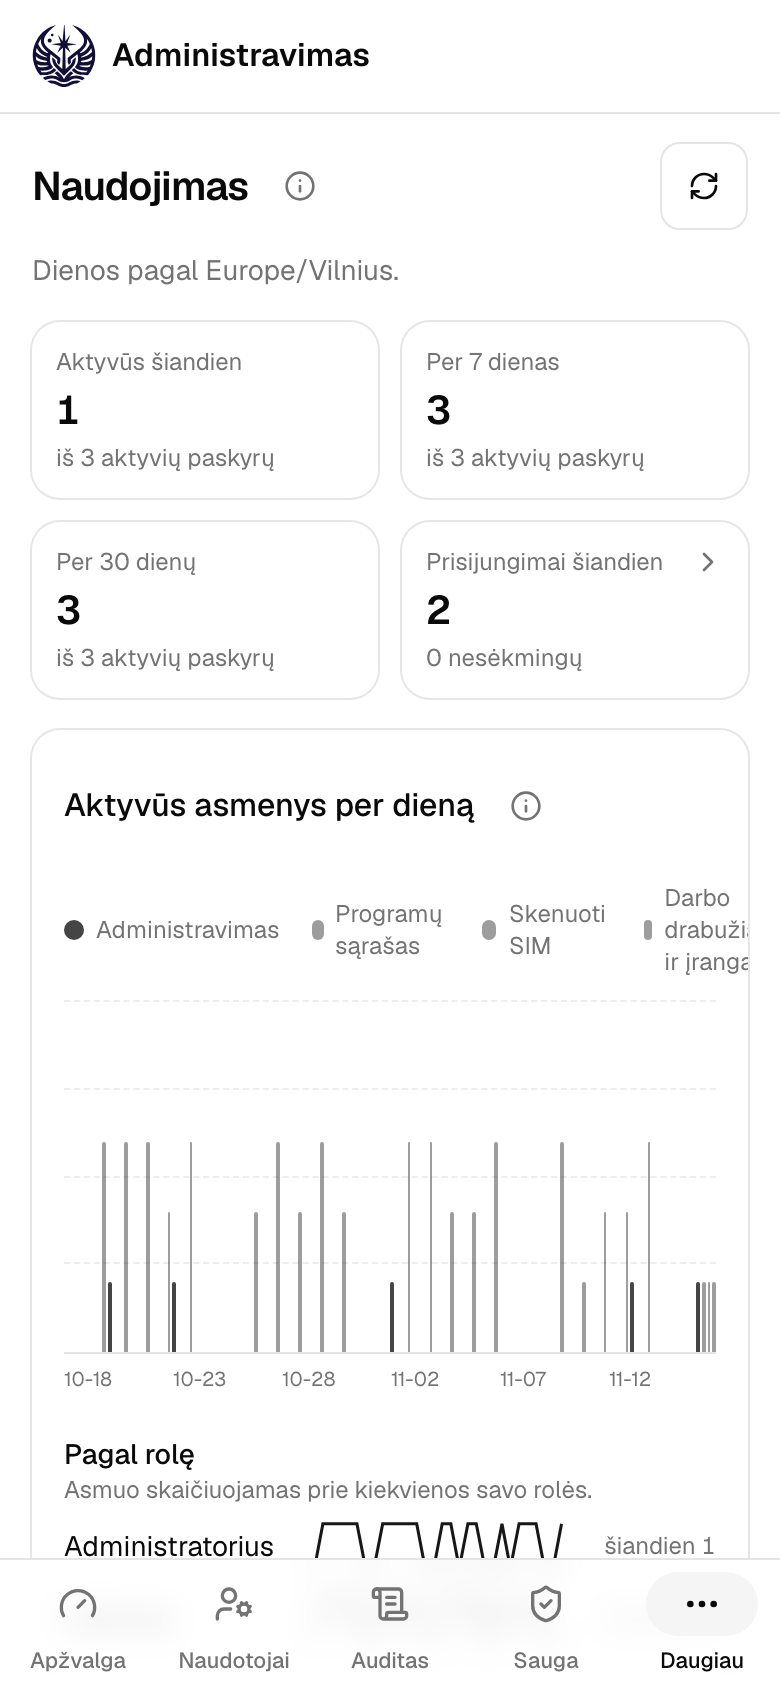 Administravimas
Naudojimas
Dienos pagal Europe/Vilnius.
Aktyvūs šiandien
1
iš 3 aktyvių paskyrų
Per 7 dienas
3
iš 3 aktyvių paskyrų
Per 30 dienų
3
iš 3 aktyvių paskyrų
Prisijungimai šiandien
2
0 nesėkmingų
Aktyvūs asmenys per dieną
Administravimas
Programų
sąrašas
Skenuoti
SIM
Darbo
ir įranga
10-18 10-23 10-28 11-02 11-07 11-12
Pagal rolę
Asmuo skaičiuojamas prie kiekvienos savo rolės.
Administratorius šiandien 1
Apžvalga Naudotojai Auditas Sauga Daugiau